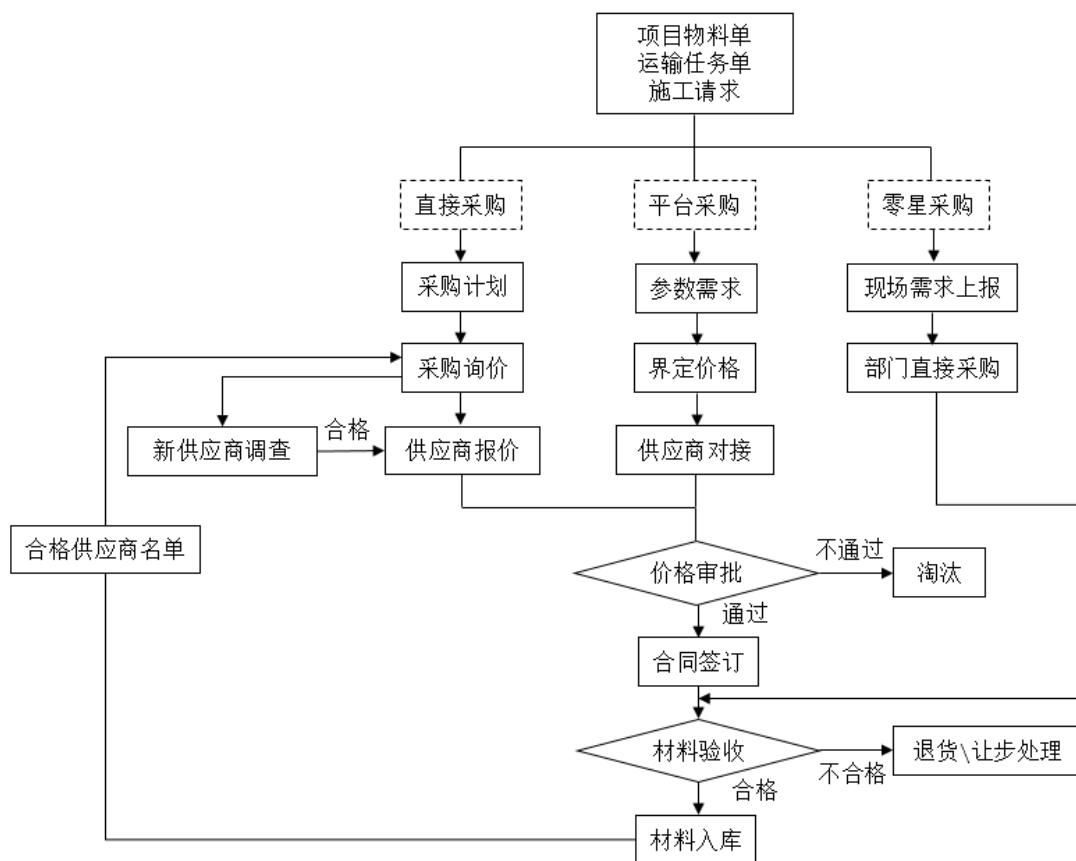 项目物料单
运输任务单
施工请求
直接采购
平台采购
零星采购
采购计划
参数需求
现场需求上报
采购询价
界定价格
部门直接采购
新供应商调查
合格
供应商报价
供应商对接
合格供应商名单
价格审批
不通过
淘汰
通过
合同签订
材料验收
不合格
退货\让步处理
合格
材料入库